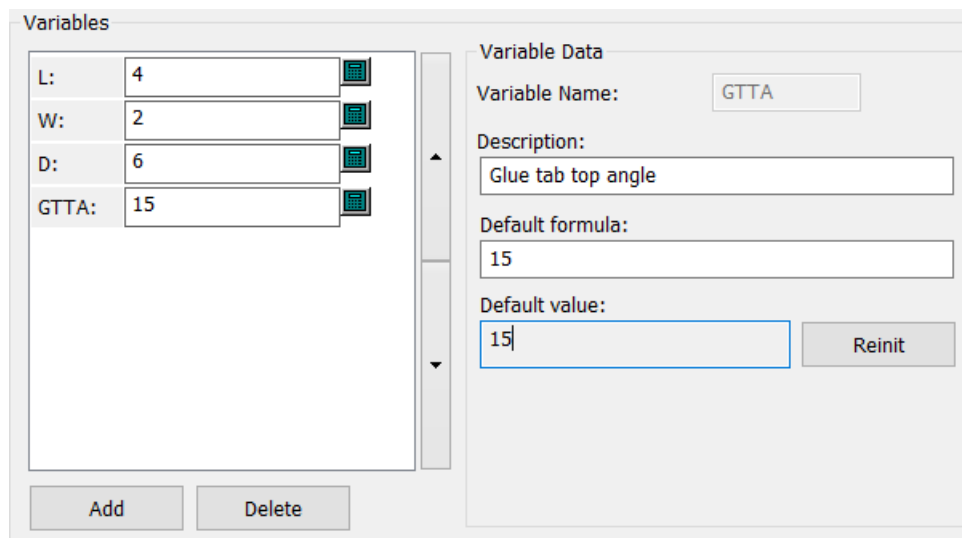 Variables
L: 4
W: 2
D: 6
GTTA: 15
Add Delete
Variable Data
Variable Name: GTTA
Description:
Glue tab top angle
Default formula:
15
Default value:
15 Reinit